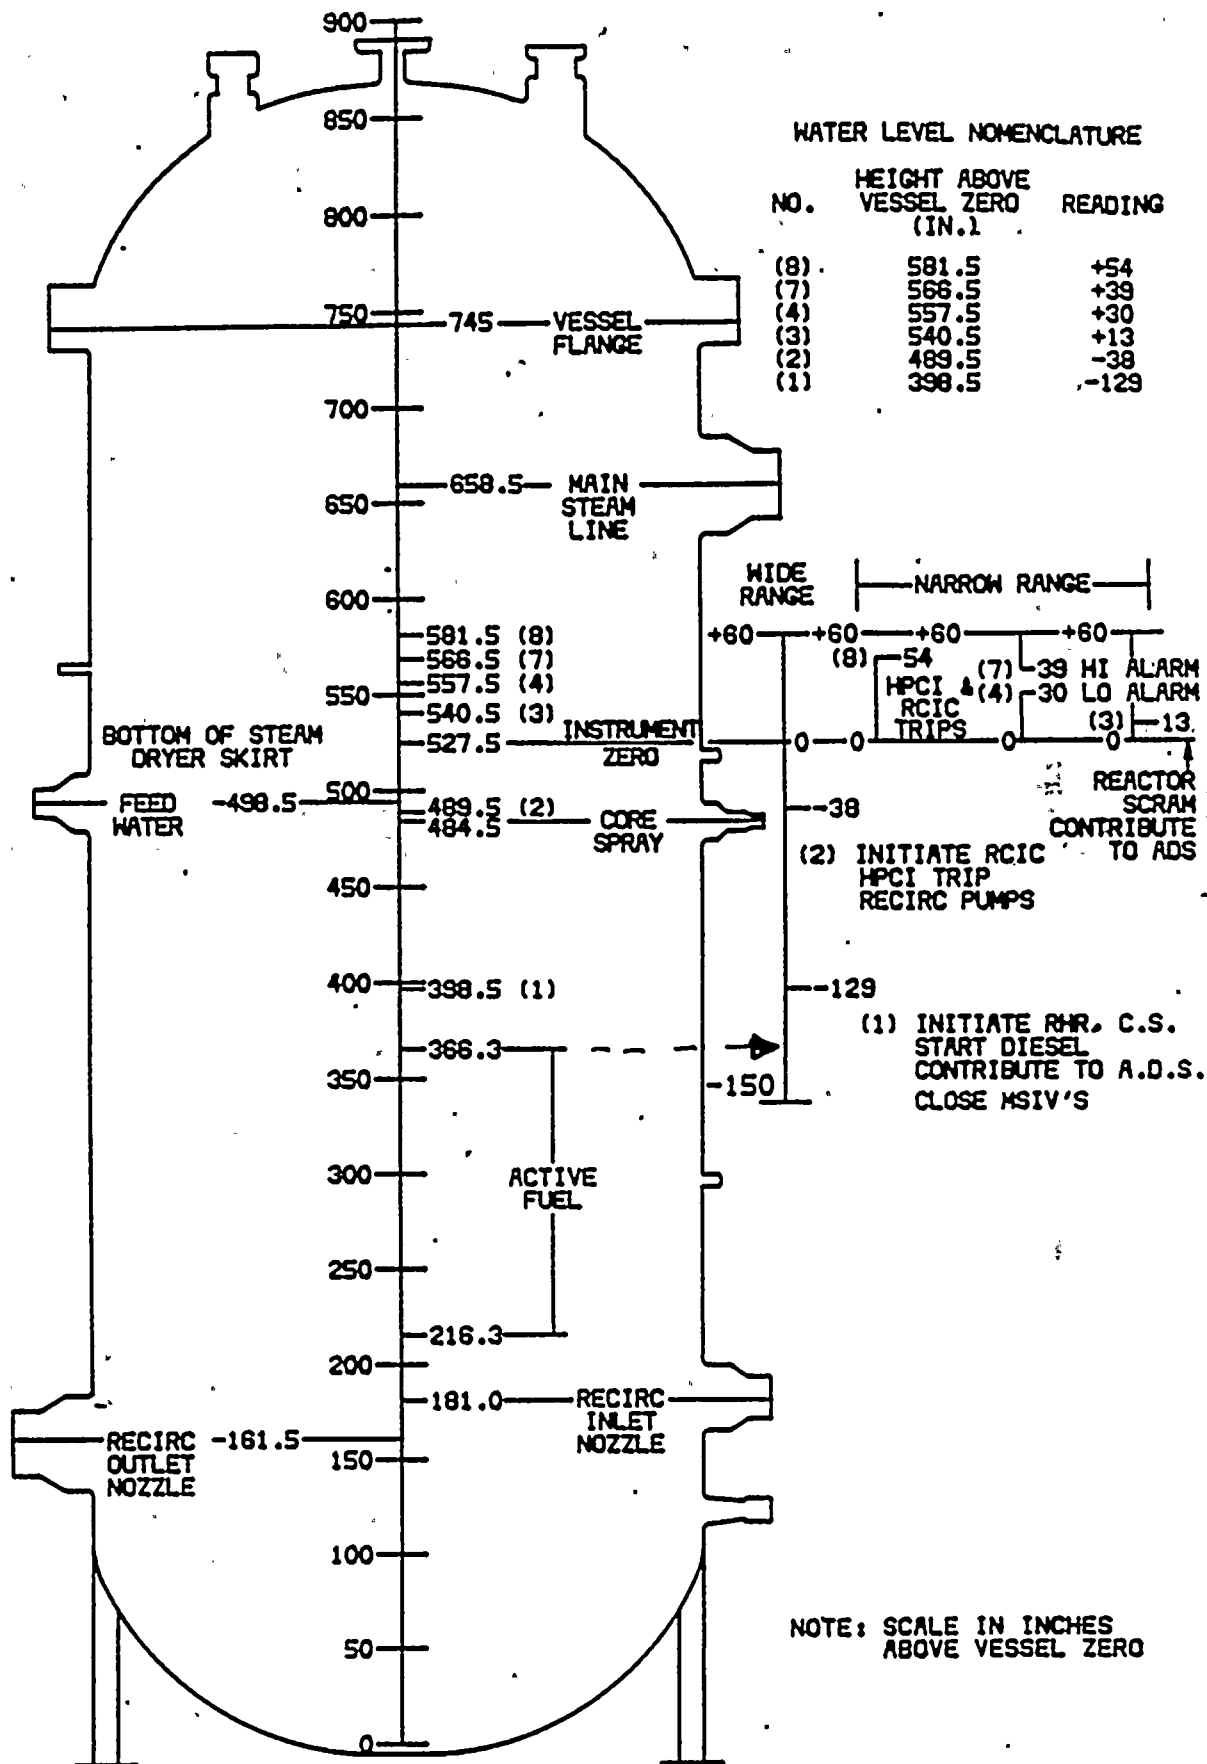 900
850
WATER LEVEL NOMENCLATURE
NO. HEIGHT ABOVE VESSEL ZERO (IN.) READING
(8) 581.5 +54
(7) 566.5 +39
(4) 557.5 +30
(3) 540.5 +13
(2) 489.5 -38
(1) 398.5 -129
800
750
745 VESSEL
FLANGE
700
658.5 MAIN
STEAM
LINE
650
600
WIDE
RANGE
NARROW RANGE
+60 +60 +60 +60
581.5 (8)
566.5 (7)
557.5 (4)
550
540.5 (3)
527.5 INSTRUMENT
ZERO
(8) 54
HPCI &
RCIC
TRIPS
(7) 39 HI ALARM
(4) 30 LO ALARM
(3) 13
0 0 0 0
REACTOR
SCRAM
CONTRIBUTE
TO ADS
BOTTOM OF STEAM
DRYER SKIRT
500
FEED -498.5
WATER
489.5 (2)
484.5 CORE
SPRAY
-38
(2) INITIATE RCIC
HPCI TRIP
RECIRC PUMPS
450
400
398.5 (1)
-129
(1) INITIATE RHR, C.S.
START DIESEL
CONTRIBUTE TO A.D.S.
CLOSE MSIV'S
366.3
350
-150
300
ACTIVE
FUEL
250
216.3
200
181.0 RECIRC
INLET
NOZZLE
RECIRC -161.5
OUTLET
NOZZLE
150
100
50
0
NOTE: SCALE IN INCHES
ABOVE VESSEL ZERO